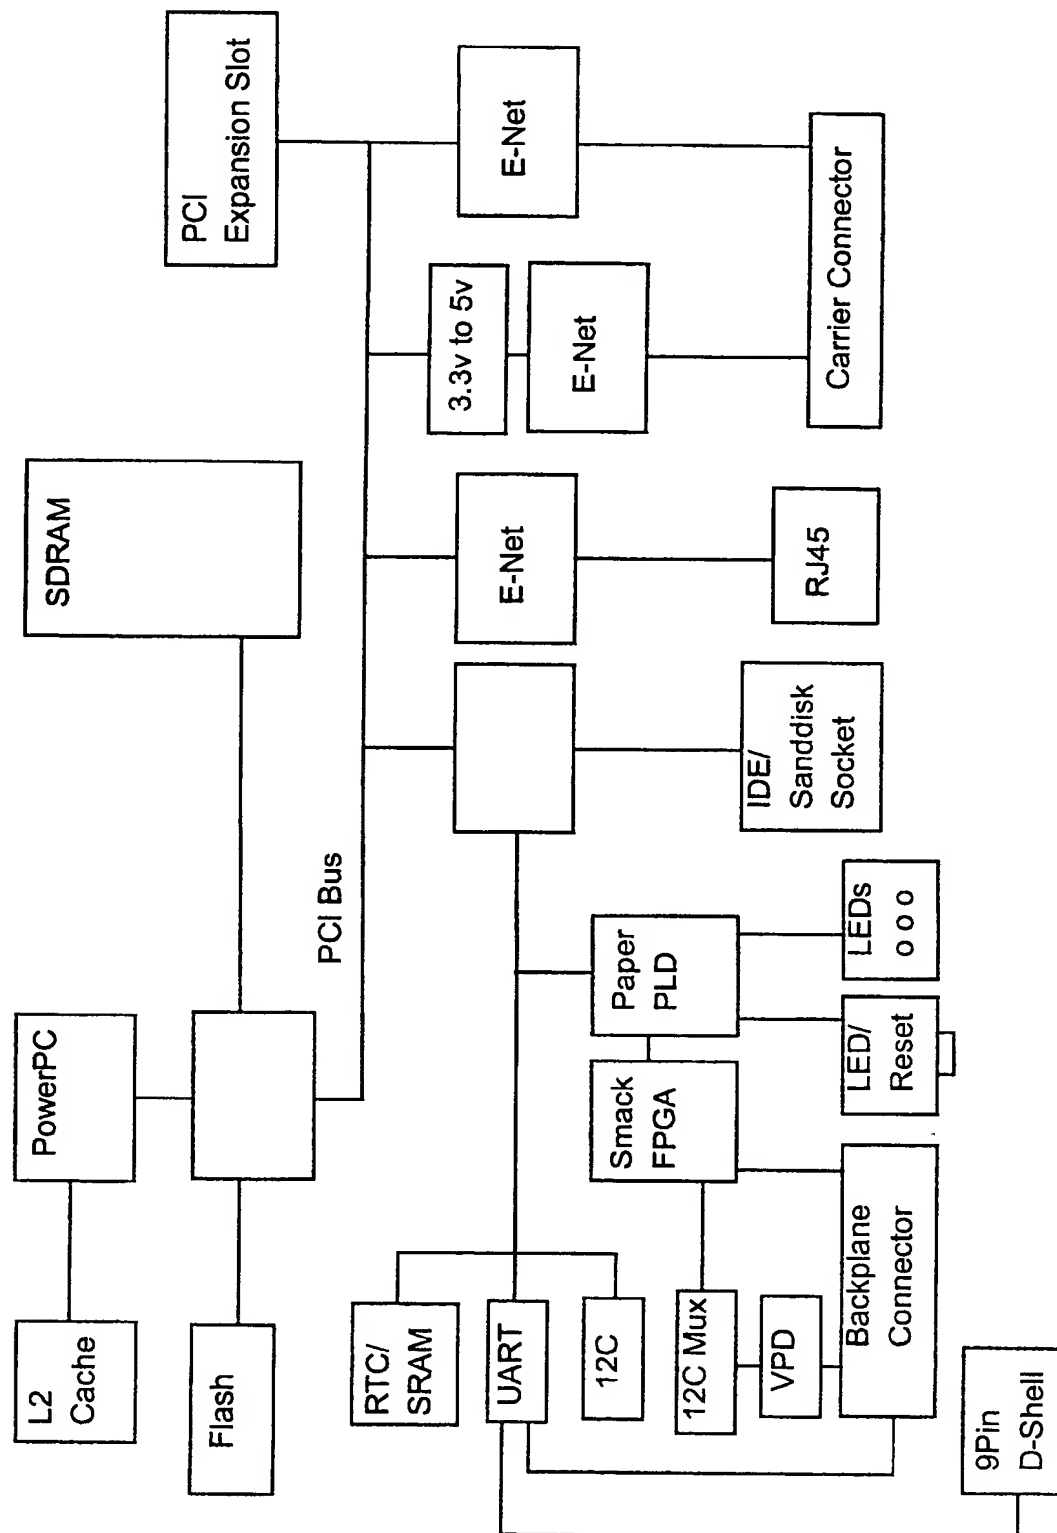 L2
Cache
PowerPC
SDRAM
PCI
Expansion Slot
Flash
PCI Bus
RTC/
SRAM
UART
12C
12C Mux
VPD
Smack
FPGA
Paper
PLD
E-Net
3.3v to 5v
E-Net
E-Net
Backplane
Connector
LED/
Reset
LEDs
o o o
IDE/
Sanddisk
Socket
RJ45
Carrier Connector
9Pin
D-Shell